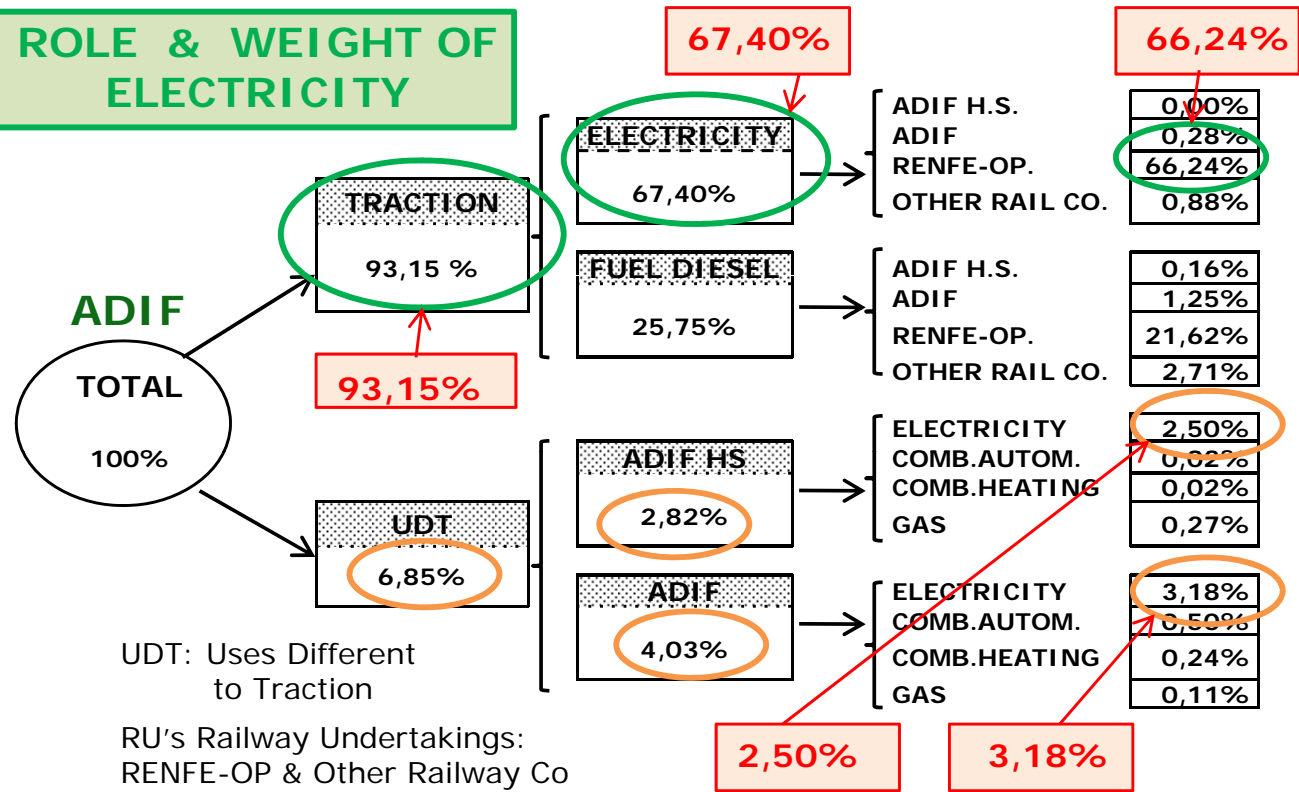 ROLE & WEIGHT OF
ELECTRICITY
67,40%
66,24%
ADIF
TOTAL
100%
TRACTION
93,15 %
93,15%
UDT
6,85%
ELECTRICITY
67,40%
ADIF H.S. 0,00%
ADIF 0,28%
RENFE-OP. 66,24%
OTHER RAIL CO. 0,88%
FUEL DIESEL
25,75%
ADIF H.S. 0,16%
ADIF 1,25%
RENFE-OP. 21,62%
OTHER RAIL CO. 2,71%
ADIF HS
2,82%
ELECTRICITY 2,50%
COMB.AUTOM. 0,02%
COMB.HEATING 0,02%
GAS 0,27%
ADIF
4,03%
ELECTRICITY 3,18%
COMB.AUTOM. 0,50%
COMB.HEATING 0,24%
GAS 0,11%
2,50%
3,18%
UDT: Uses Different
to Traction
RU's Railway Undertakings:
RENFE-OP & Other Railway Co